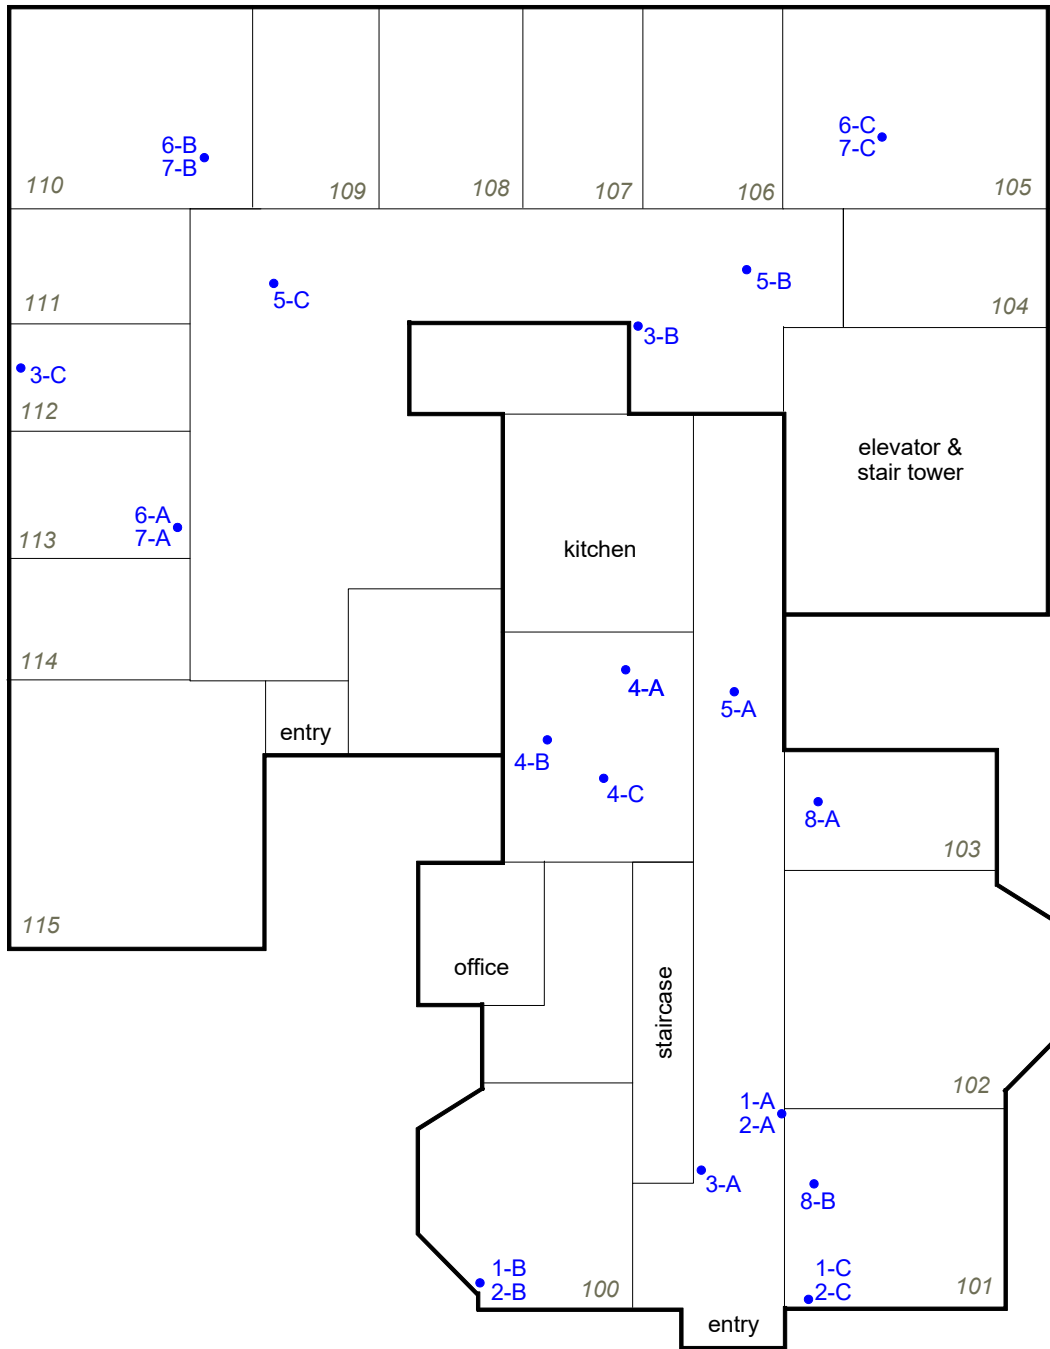 6-B
7-B
6-C
7-C
110
109
108
107
106
105
5-C
5-B
111
104
3-B
3-C
112
elevator &
stair tower
6-A
7-A
113
kitchen
114
4-A
5-A
entry
4-B
4-C
8-A
103
115
office
staircase
102
1-A
2-A
3-A
8-B
1-B
2-B
100
1-C
2-C
101
entry